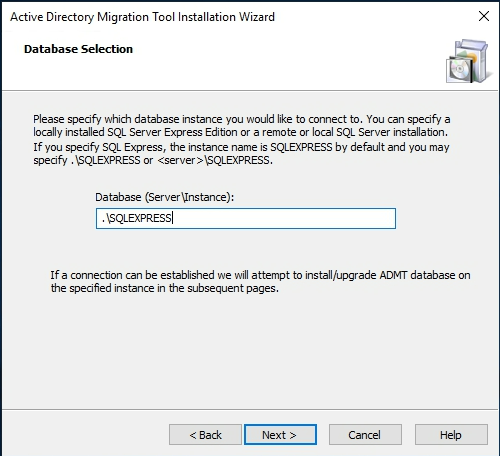 Active Directory Migration Tool Installation Wizard
Database Selection
Please specify which database instance you would like to connect to. You can specify a
locally installed SQL Server Express Edition or a remote or local SQL Server installation.
If you specify SQL Express, the instance name is SQLEXPRESS by default and you may
specify .\SQLEXPRESS or <server>\SQLEXPRESS.
Database (Server\Instance):
.\SQLEXPRESS
If a connection can be established we will attempt to install/upgrade ADMT database on
the specified instance in the subsequent pages.
< Back
Next >
Cancel
Help